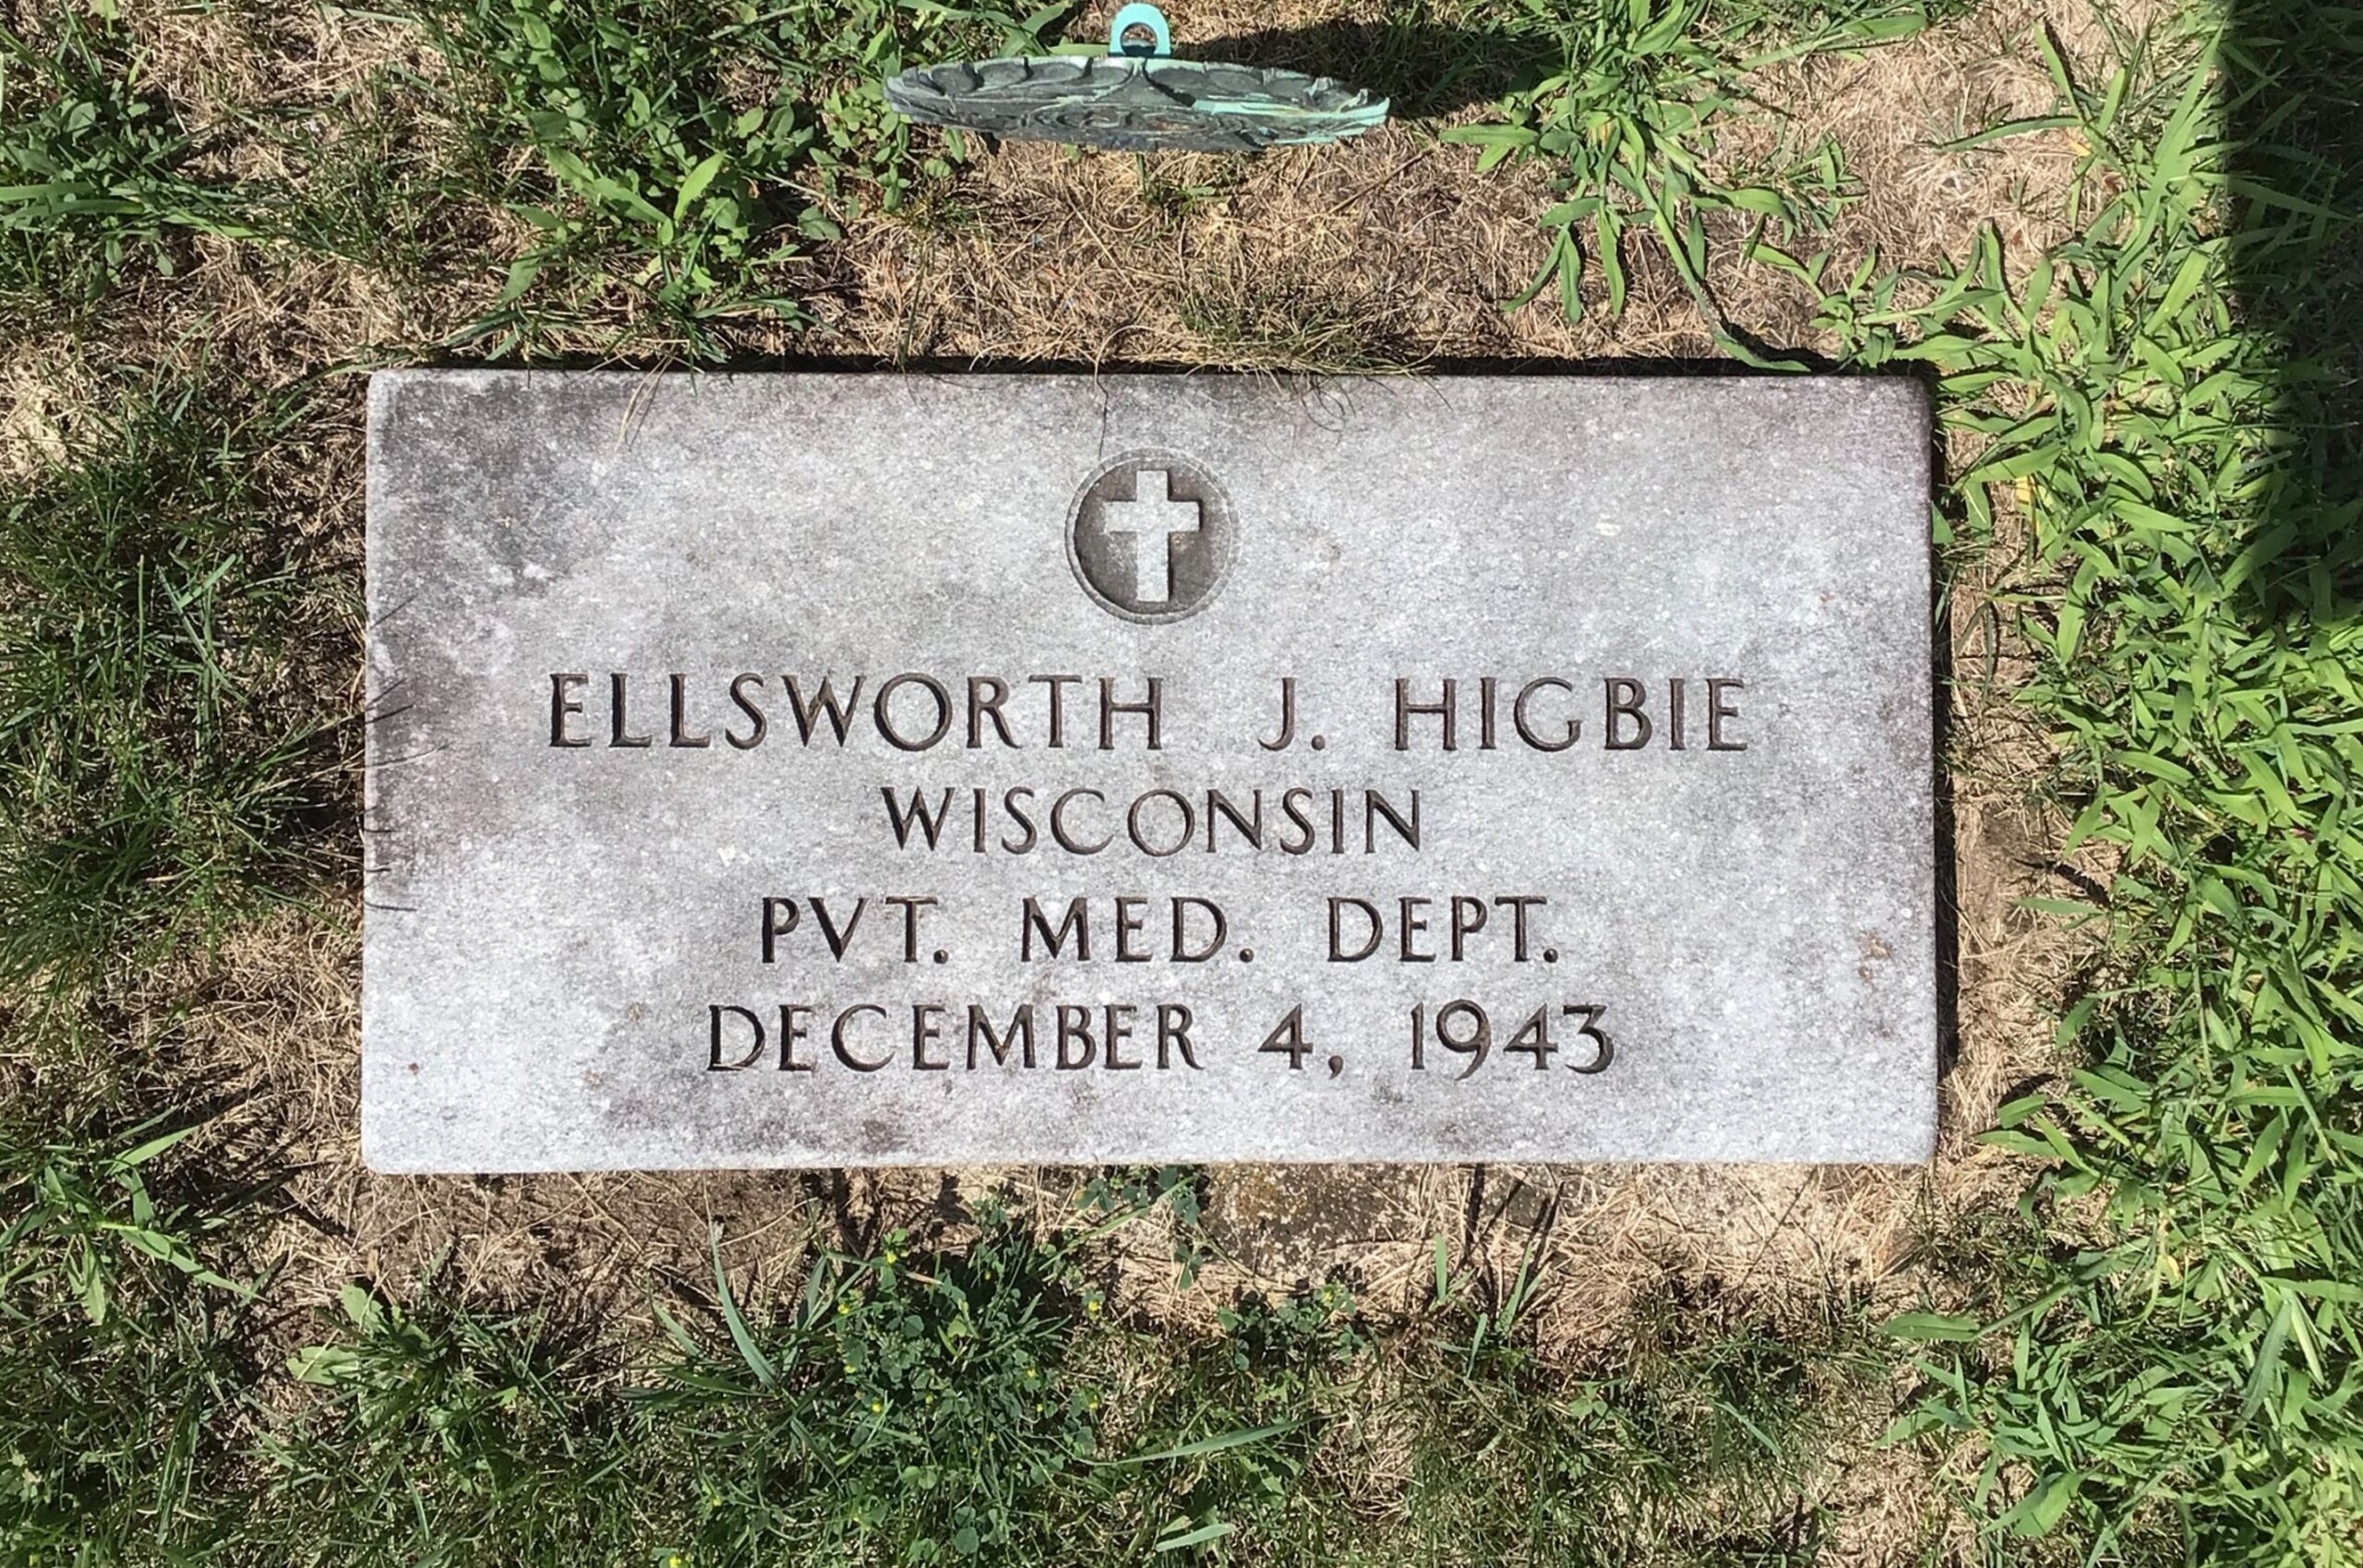 ELLSWORTH J. HIGBIE
WISCONSIN
PVT. MED. DEPT.
DECEMBER 4, 1943